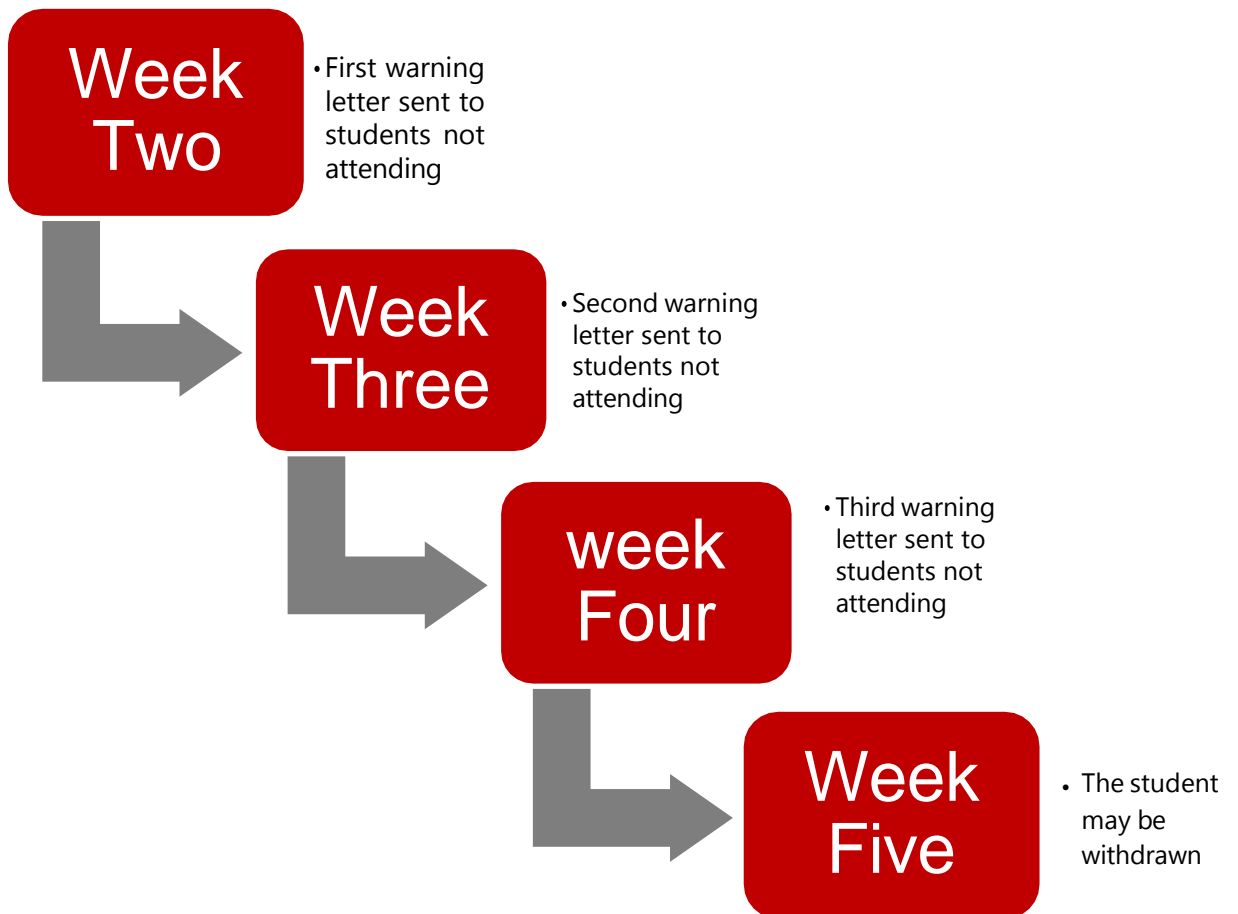 Week
Two
•First warning
letter sent to
students not
attending
Week
Three
•Second warning
letter sent to
students not
attending
week
Four
•Third warning
letter sent to
students not
attending
Week
Five
• The student
may be
withdrawn